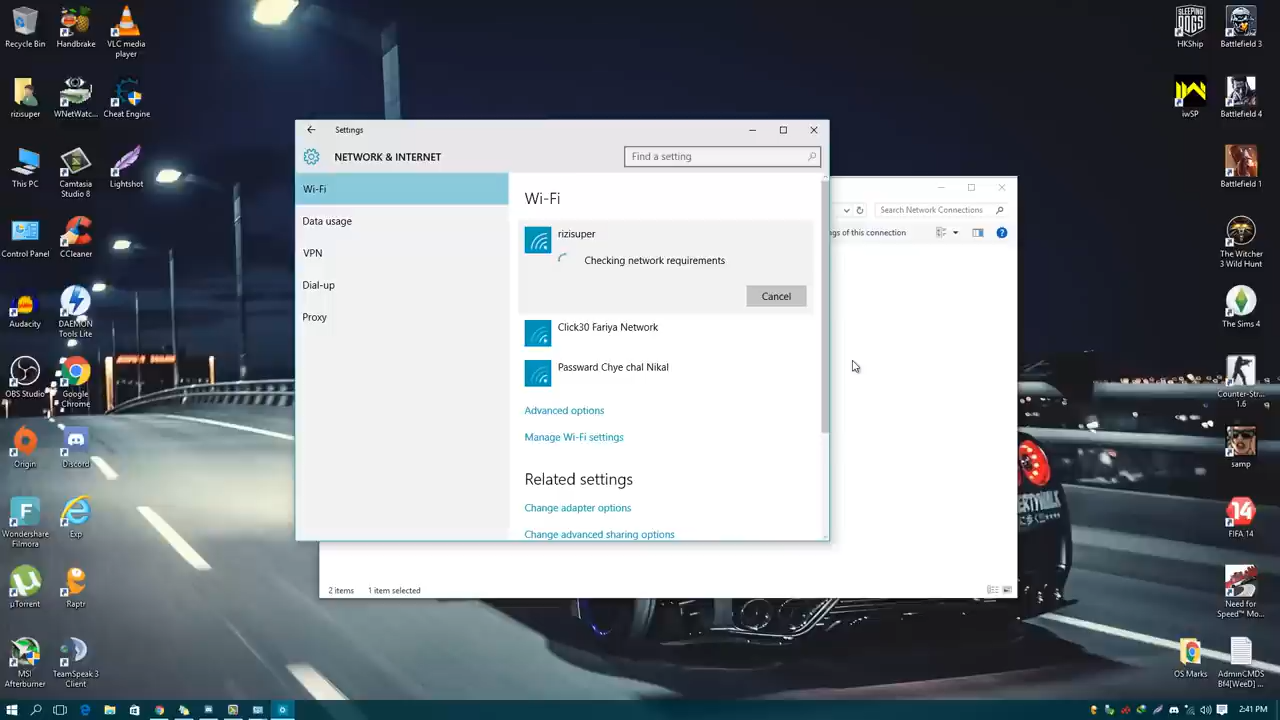 Recycle Bin
Handbrake
VLC media
player
rizisuper
WNetWatc...
Cheat Engine
This PC
Camtasia
Studio 8
Lightshot
Control Panel
CCleaner
Audacity
DAEMON
Tools Lite
OBS Studio
Google
Chrome
Origin
Discord
Wondershare
Filmora
Exp
µTorrent
Raptr
MSI
Afterburner
TeamSpeak 3
Client
Settings
NETWORK & INTERNET
Find a setting
Wi-Fi
Data usage
VPN
Dial-up
Proxy
Wi-Fi
rizisuper
Checking network requirements
Cancel
Click30 Fariya Network
Passward Chye chal Nikal
Advanced options
Manage Wi-Fi settings
Related settings
Change adapter options
Change advanced sharing options
Search Network Connections
gs of this connection
2 items
1 item selected
SLEEPING
DOGS
HKShip
Battlefield 3
iwSP
Battlefield 4
Battlefield 1
The Witcher
3 Wild Hunt
The Sims 4
Counter-Str...
1.6
samp
14
FIFA 14
Need for
Speed™ Mo...
OS Marks
AdminCMDS
Bf4[WeeD] ...
2:41 PM